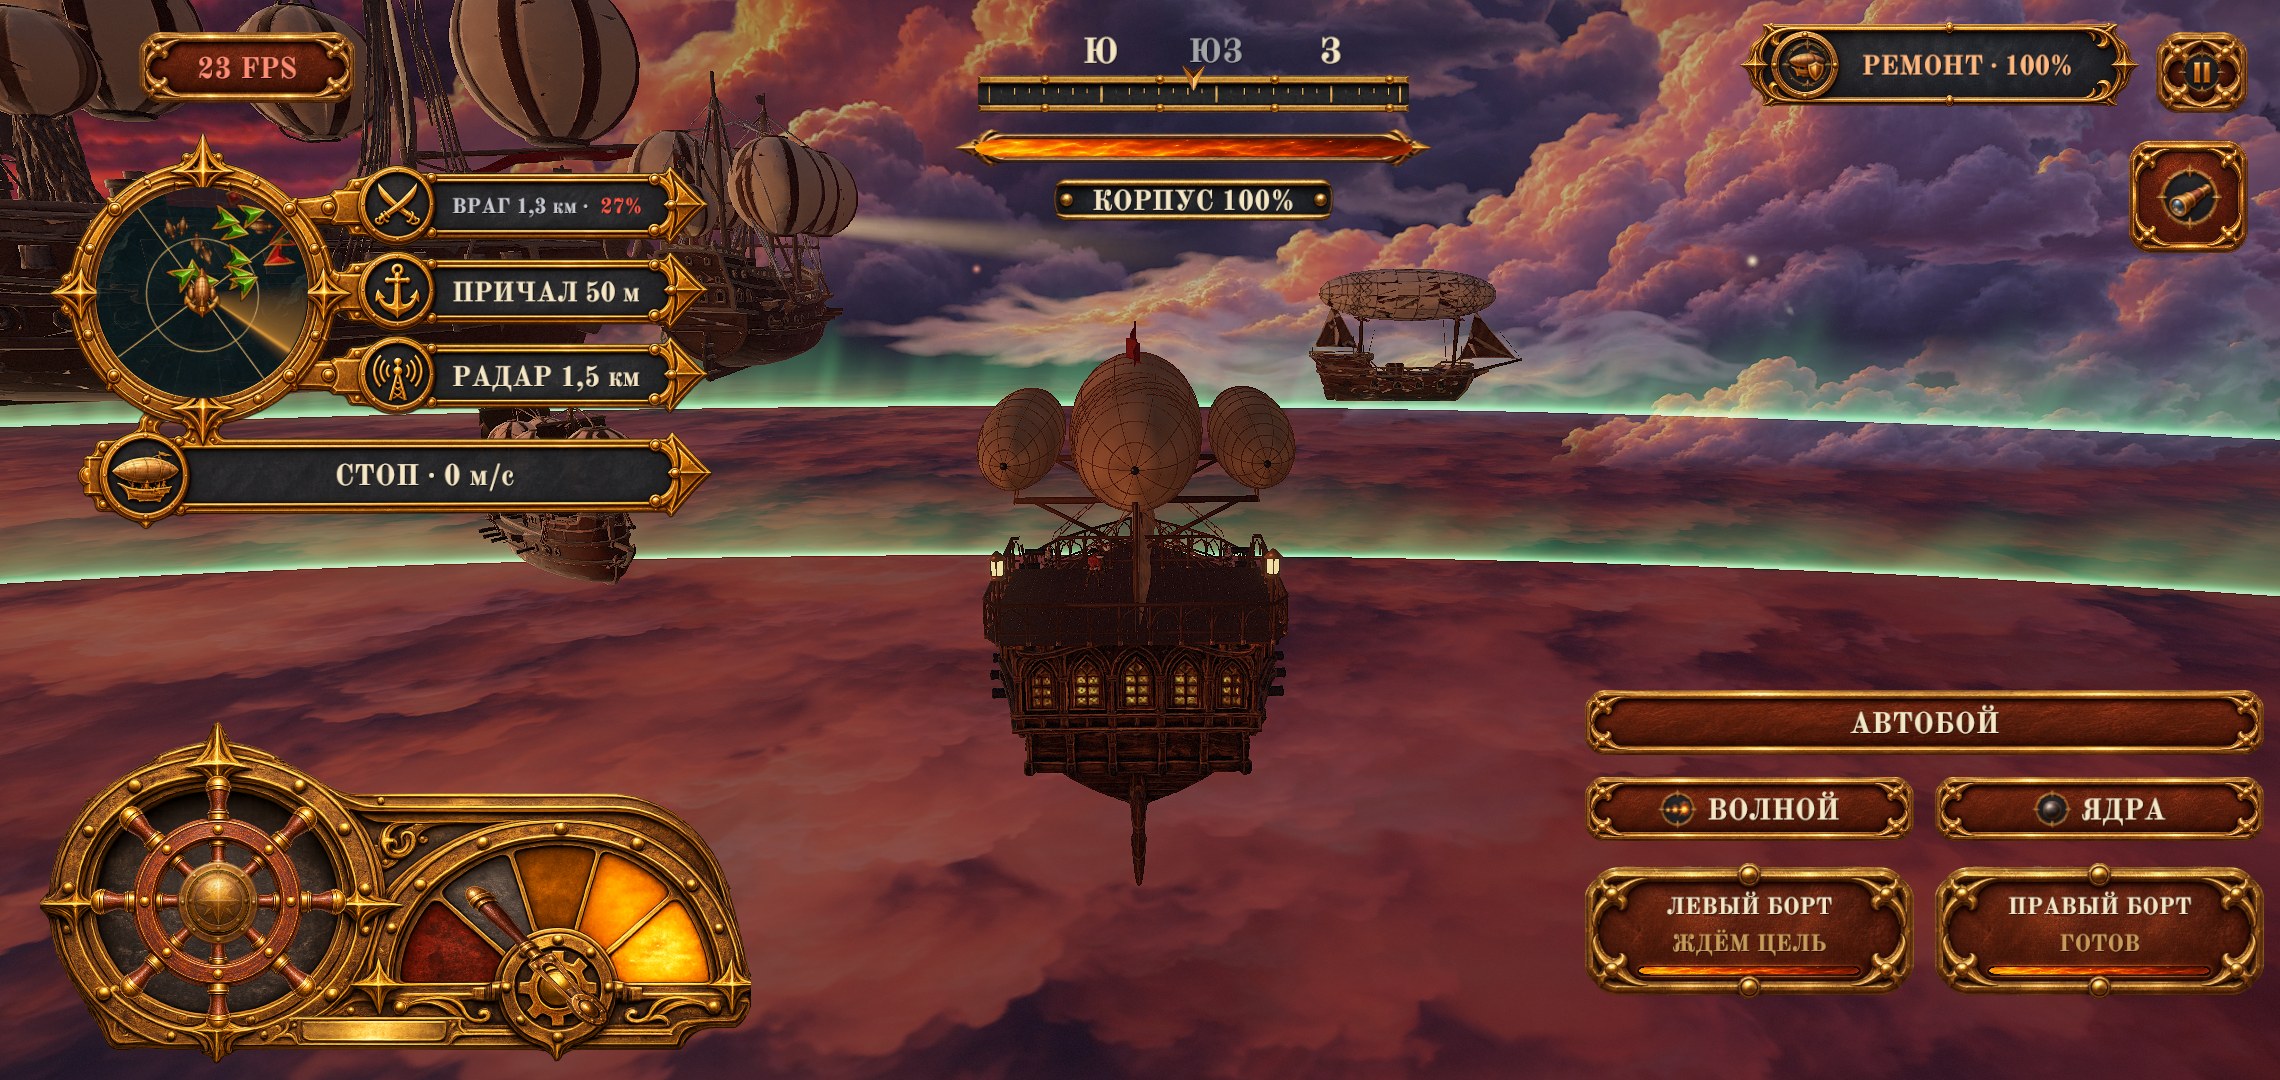 23 FPS
Ю ЮЗ З
РЕМОНТ · 100%
КОРПУС 100%
ВРАГ 1,3 км · 27%
ПРИЧАЛ 50 м
РАДАР 1,5 км
СТОП · 0 м/с
АВТОБОЙ
ВОЛНОЙ
ЯДРА
ЛЕВЫЙ БОРТ
ЖДЁМ ЦЕЛЬ
ПРАВЫЙ БОРТ
ГОТОВ